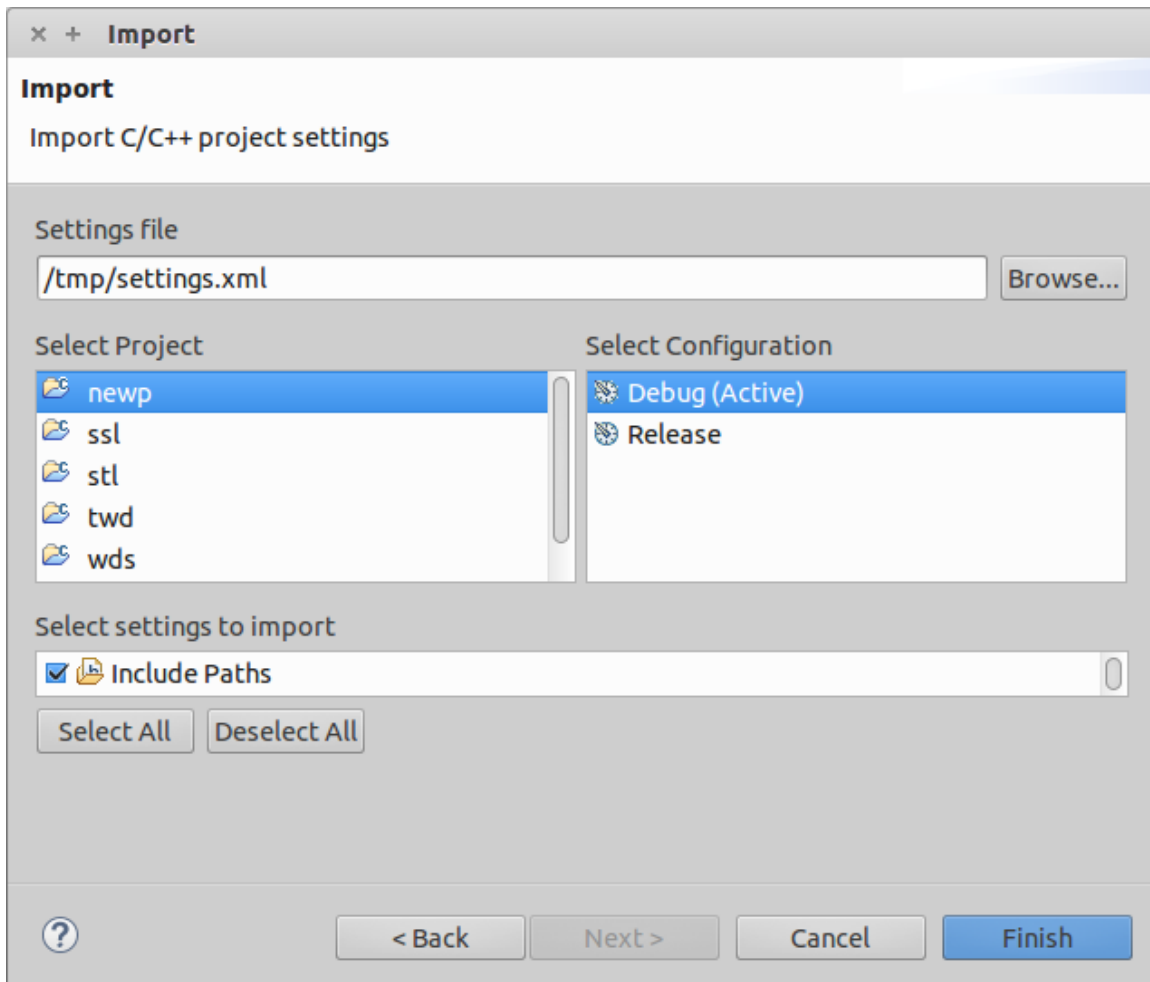 Import
Import
Import C/C++ project settings
Settings file
/tmp/settings.xml
Browse...
Select Project
Select Configuration
newp
Debug (Active)
ssl
Release
stl
twd
wds
Select settings to import
Include Paths
Select All
Deselect All
?
< Back
Next >
Cancel
Finish